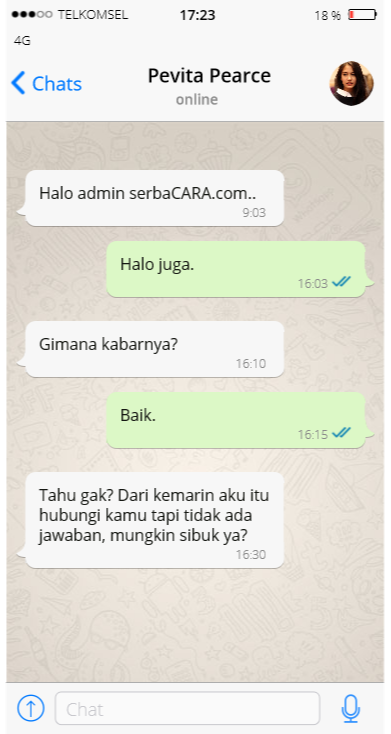 TELKOMSEL 17:23 18 %
4G
Chats Pevita Pearce
online
Halo admin serbaCARA.com..
9:03
Halo juga.
16:03
Gimana kabarnya?
16:10
Baik.
16:15
Tahu gak? Dari kemarin aku itu
hubungi kamu tapi tidak ada
jawaban, mungkin sibuk ya?
16:30
Chat